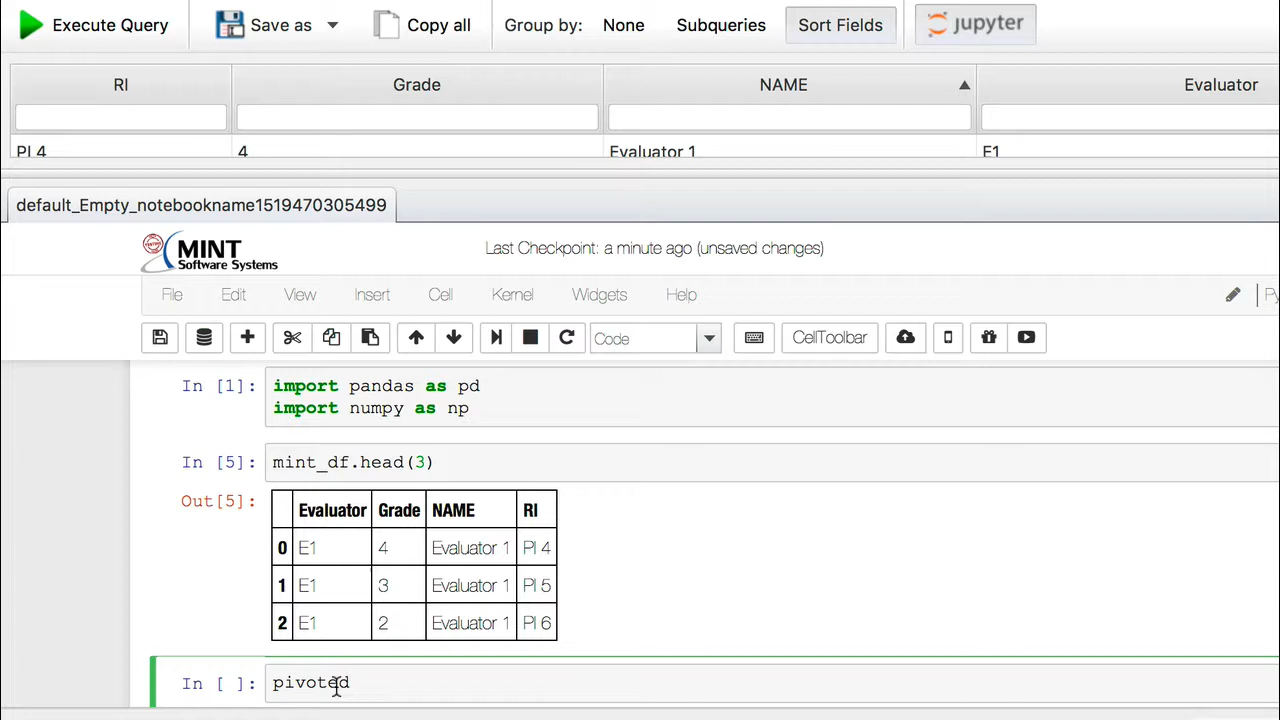 Execute Query Save as Copy all Group by: None Subqueries Sort Fields jupyter
RI Grade NAME Evaluator
PI 4 4 Evaluator 1 E1
default_Empty_notebookname1519470305499
MINT
Software Systems
Last Checkpoint: a minute ago (unsaved changes)
File Edit View Insert Cell Kernel Widgets Help
Code CellToolbar
In [1]: import pandas as pd
import numpy as np
In [5]: mint_df.head(3)
Out[5]:
Evaluator Grade NAME RI
0 E1 4 Evaluator 1 PI 4
1 E1 3 Evaluator 1 PI 5
2 E1 2 Evaluator 1 PI 6
In [ ]: pivoted